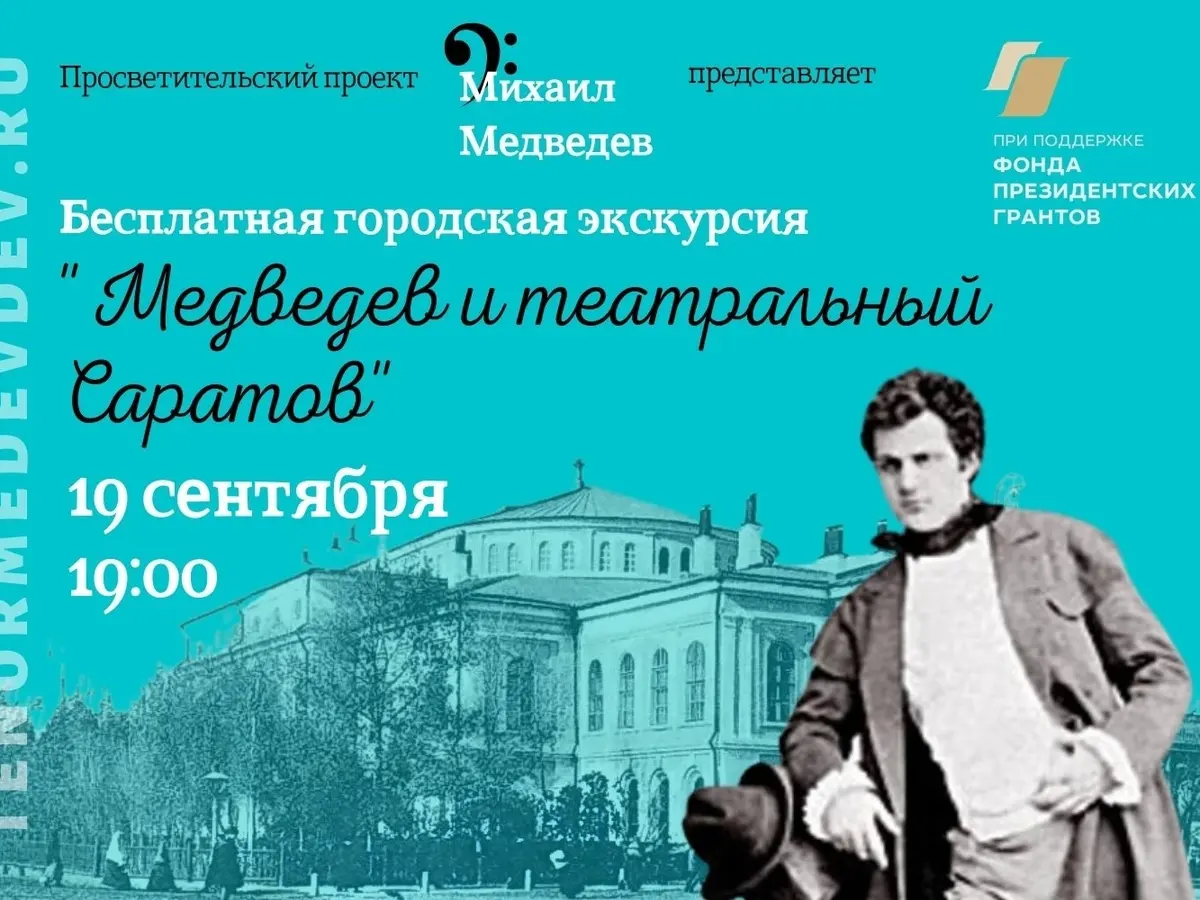 Просветительский проект
Михаил
Медведев
представляет
ПРИ ПОДДЕРЖКЕ
ФОНДА
ПРЕЗИДЕНТСКИХ
ГРАНТОВ
Бесплатная городская экскурсия
" Медведев и театральный
Саратов"
19 сентября
19:00
TENORMEDEVDEV.RU